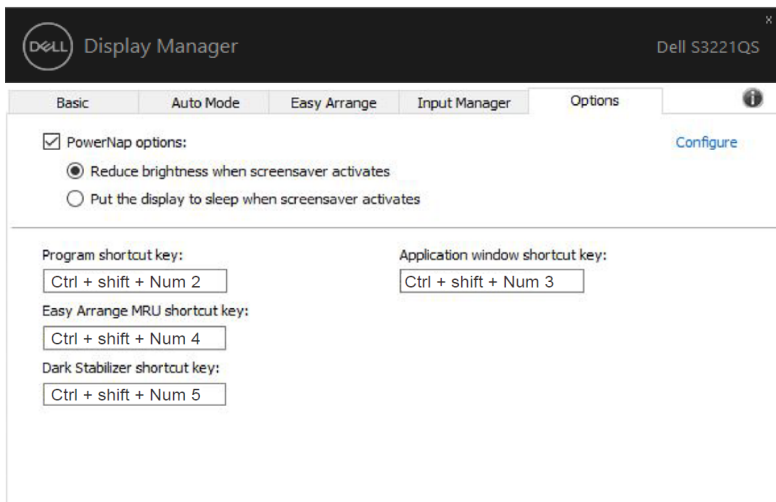 DELL Display Manager
x
Dell S3221QS
Basic Auto Mode Easy Arrange Input Manager Options
PowerNap options:
Configure
Reduce brightness when screensaver activates
Put the display to sleep when screensaver activates
Program shortcut key:
Ctrl + shift + Num 2
Application window shortcut key:
Ctrl + shift + Num 3
Easy Arrange MRU shortcut key:
Ctrl + shift + Num 4
Dark Stabilizer shortcut key:
Ctrl + shift + Num 5